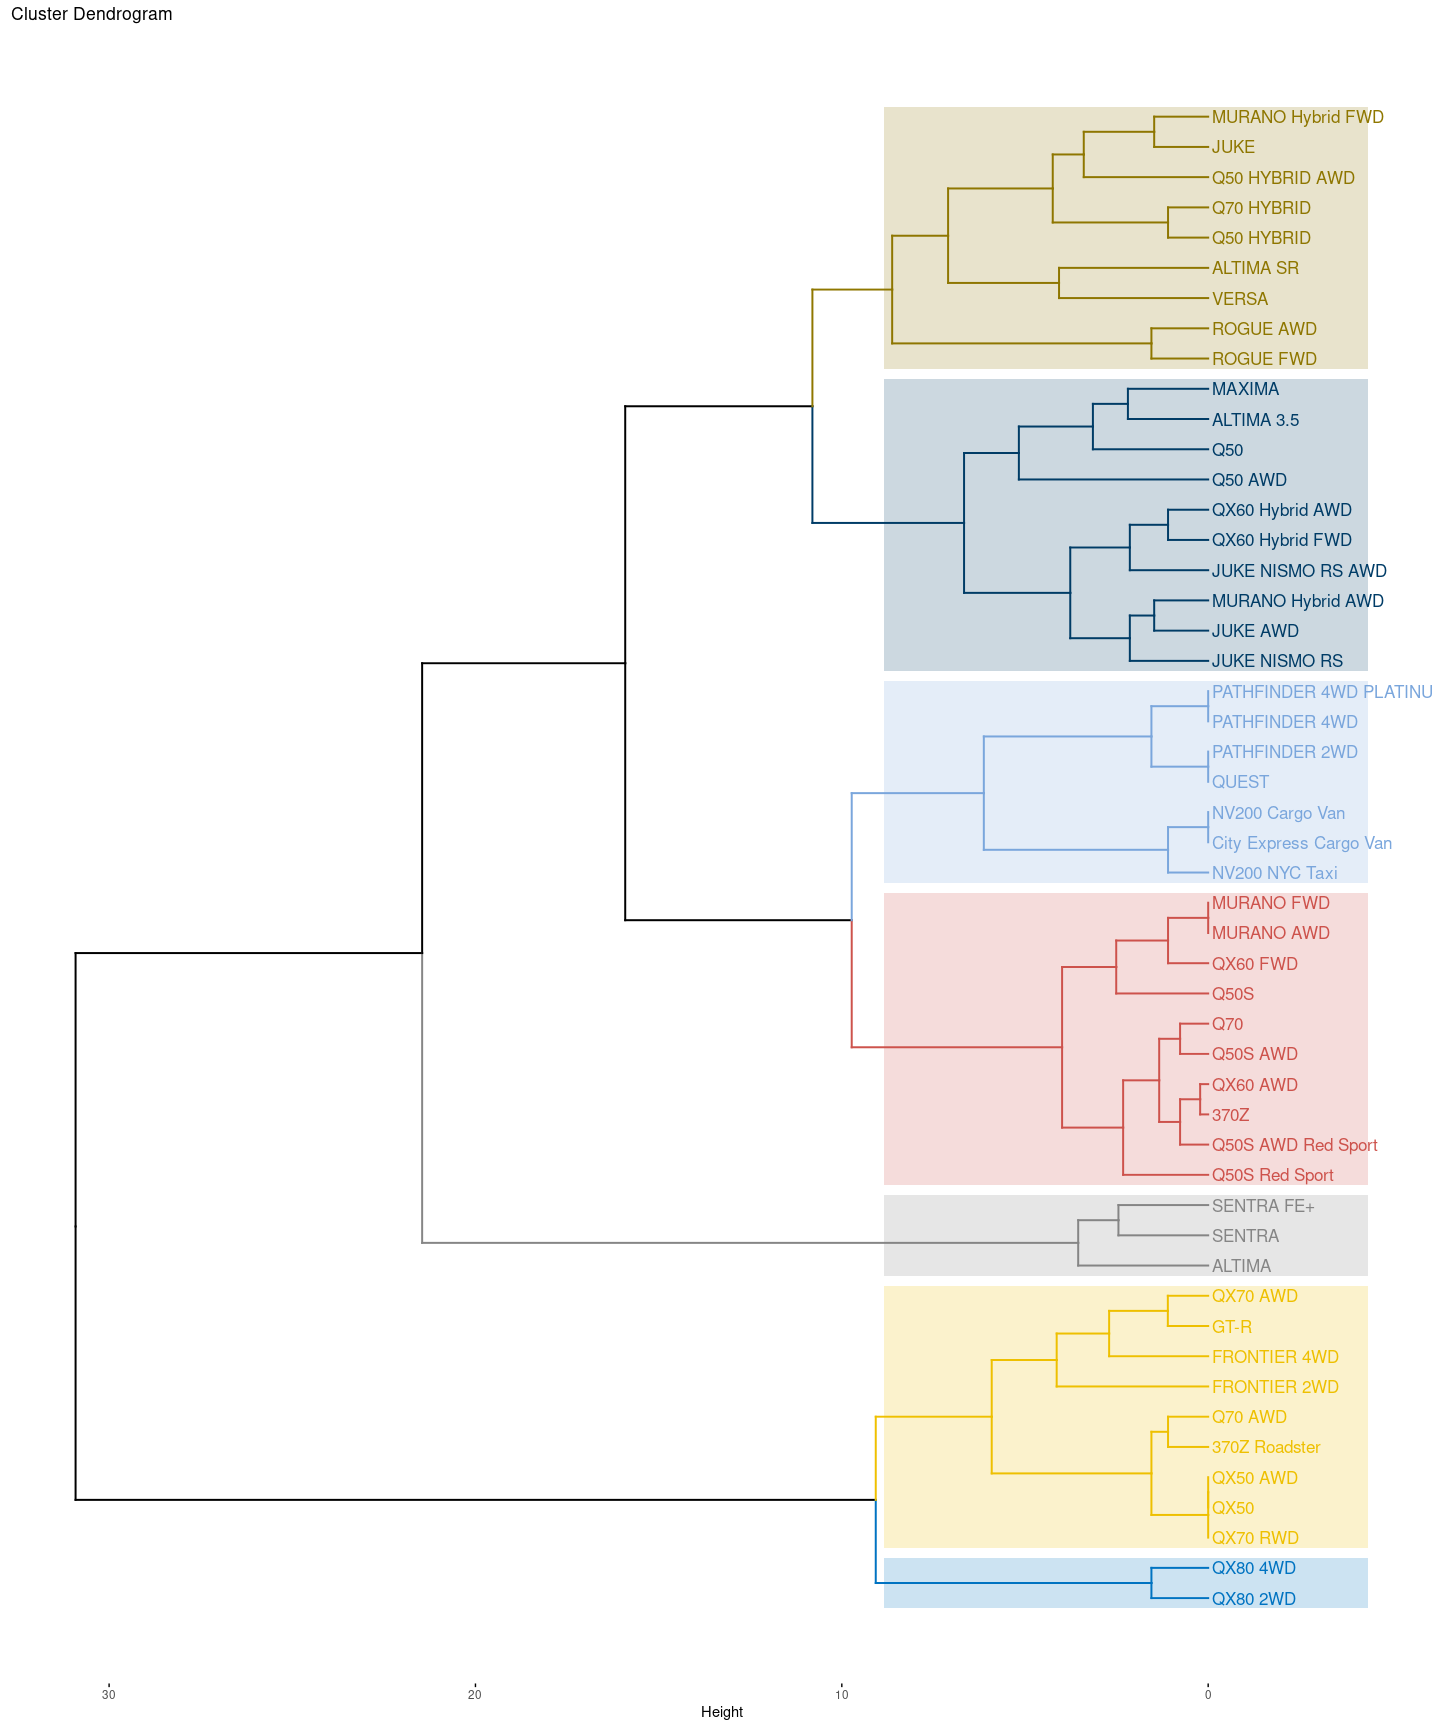 Cluster Dendrogram
MURANO Hybrid FWD
JUKE
Q50 HYBRID AWD
Q70 HYBRID
Q50 HYBRID
ALTIMA SR
VERSA
ROGUE AWD
ROGUE FWD
MAXIMA
ALTIMA 3.5
Q50
Q50 AWD
QX60 Hybrid AWD
QX60 Hybrid FWD
JUKE NISMO RS AWD
MURANO Hybrid AWD
JUKE AWD
JUKE NISMO RS
PATHFINDER 4WD PLATINU
PATHFINDER 4WD
PATHFINDER 2WD
QUEST
NV200 Cargo Van
City Express Cargo Van
NV200 NYC Taxi
MURANO FWD
MURANO AWD
QX60 FWD
Q50S
Q70
Q50S AWD
QX60 AWD
370Z
Q50S AWD Red Sport
Q50S Red Sport
SENTRA FE+
SENTRA
ALTIMA
QX70 AWD
GT-R
FRONTIER 4WD
FRONTIER 2WD
Q70 AWD
370Z Roadster
QX50 AWD
QX50
QX70 RWD
QX80 4WD
QX80 2WD
30 20 10 0
Height